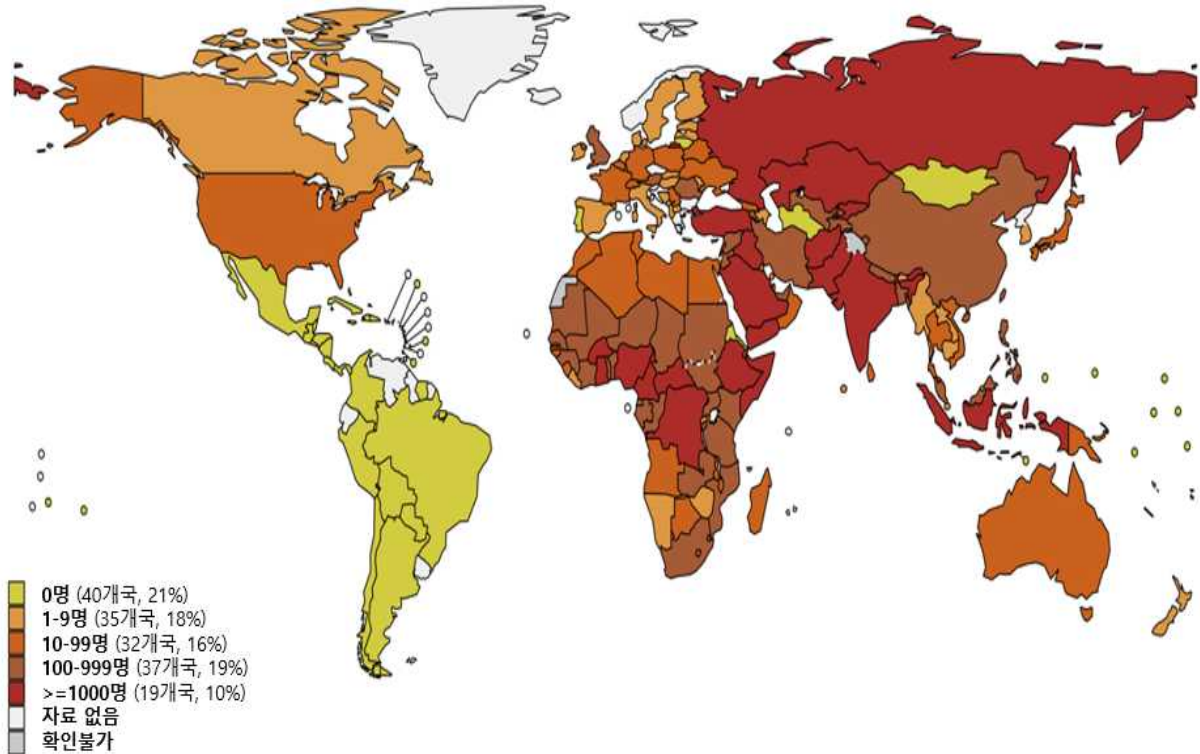 0명 (40개국, 21%)
1-9명 (35개국, 18%)
10-99명 (32개국, 16%)
100-999명 (37개국, 19%)
>=1000명 (19개국, 10%)
자료 없음
확인불가